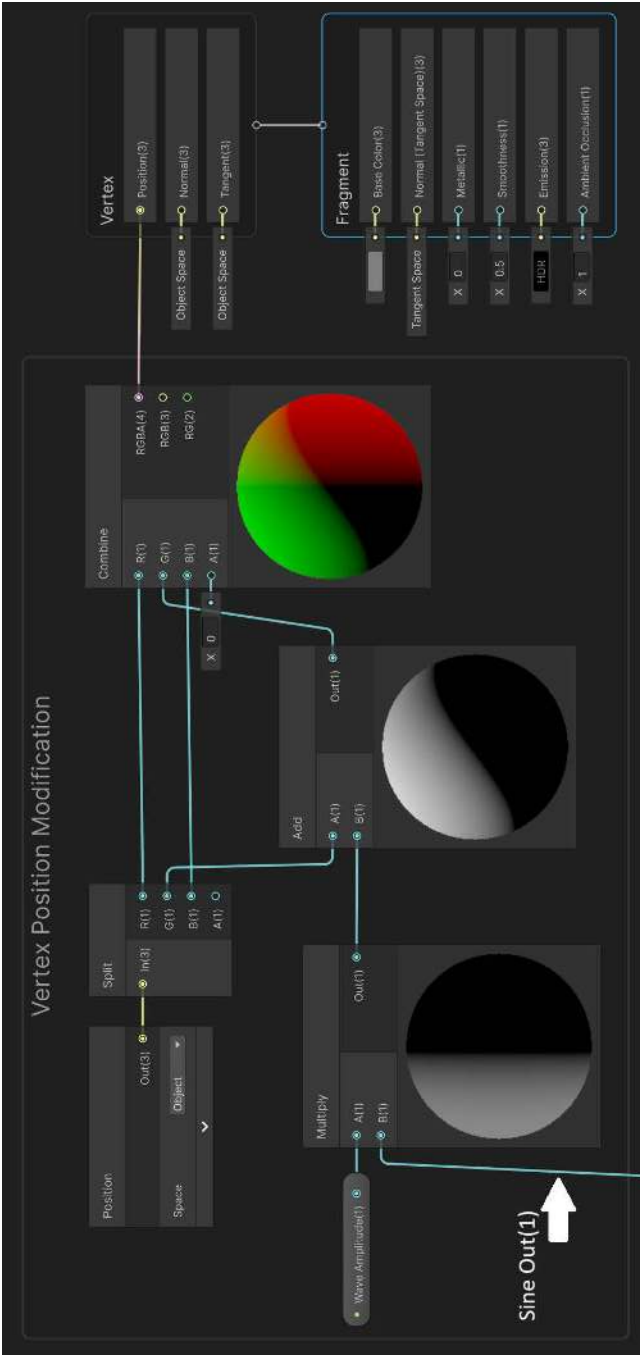 Vertex Position Modification
Position
Out(3)
Space
Object
Split
In(3)
R(1)
G(1)
B(1)
A(1)
Combine
R(1)
G(1)
B(1)
A(1)
X 0
RGBA(4)
RGB(3)
RG(2)
Wave Amplitude(1)
Multiply
A(1)
B(1)
Out(1)
Add
A(1)
B(1)
Out(1)
Sine Out(1)
Vertex
Position(3)
Object Space
Normal(3)
Object Space
Tangent(3)
Fragment
Base Color(3)
Tangent Space
Normal (Tangent Space)(3)
X 0
Metallic(1)
X 0.5
Smoothness(1)
HDR
Emission(3)
X 1
Ambient Occlusion(1)